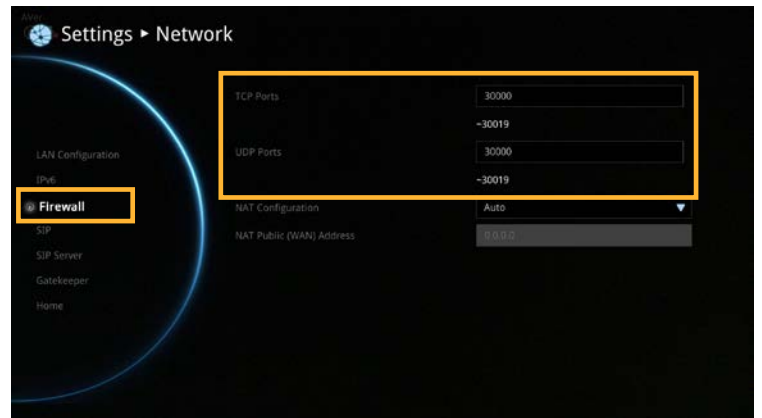 AVer
Settings ▸ Network
TCP Ports 30000
~30019
LAN Configuration
UDP Ports 30000
IPv6
~30019
Firewall
NAT Configuration Auto
SIP
NAT Public (WAN) Address 0.0.0.0
SIP Server
Gatekeeper
Home